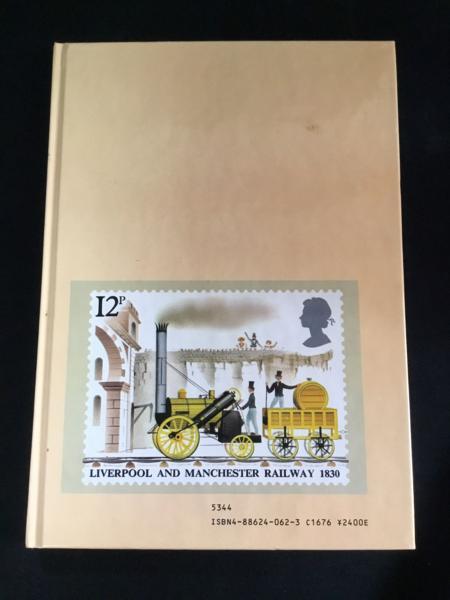 12P
LIVERPOOL AND MANCHESTER RAILWAY 1830
5344
ISBN4-88624-062-3 C1676 ¥2400E